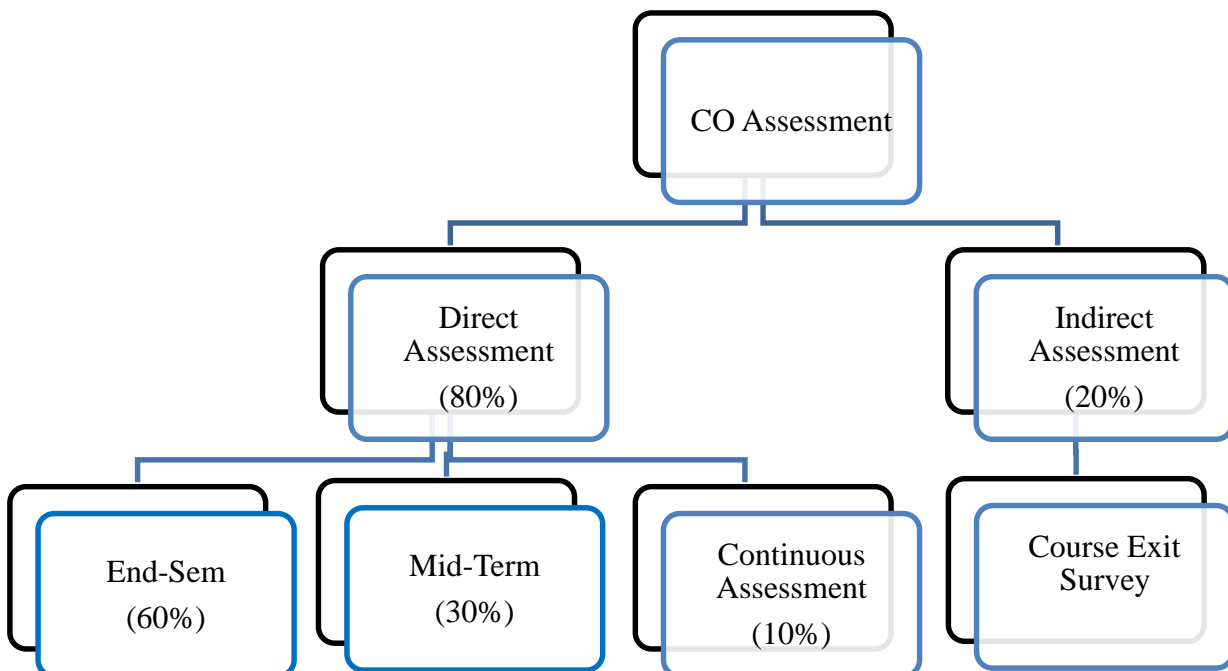 CO Assessment
Direct
Assessment
(80%)
Indirect
Assessment
(20%)
End-Sem
(60%)
Mid-Term
(30%)
Continuous
Assessment
(10%)
Course Exit
Survey